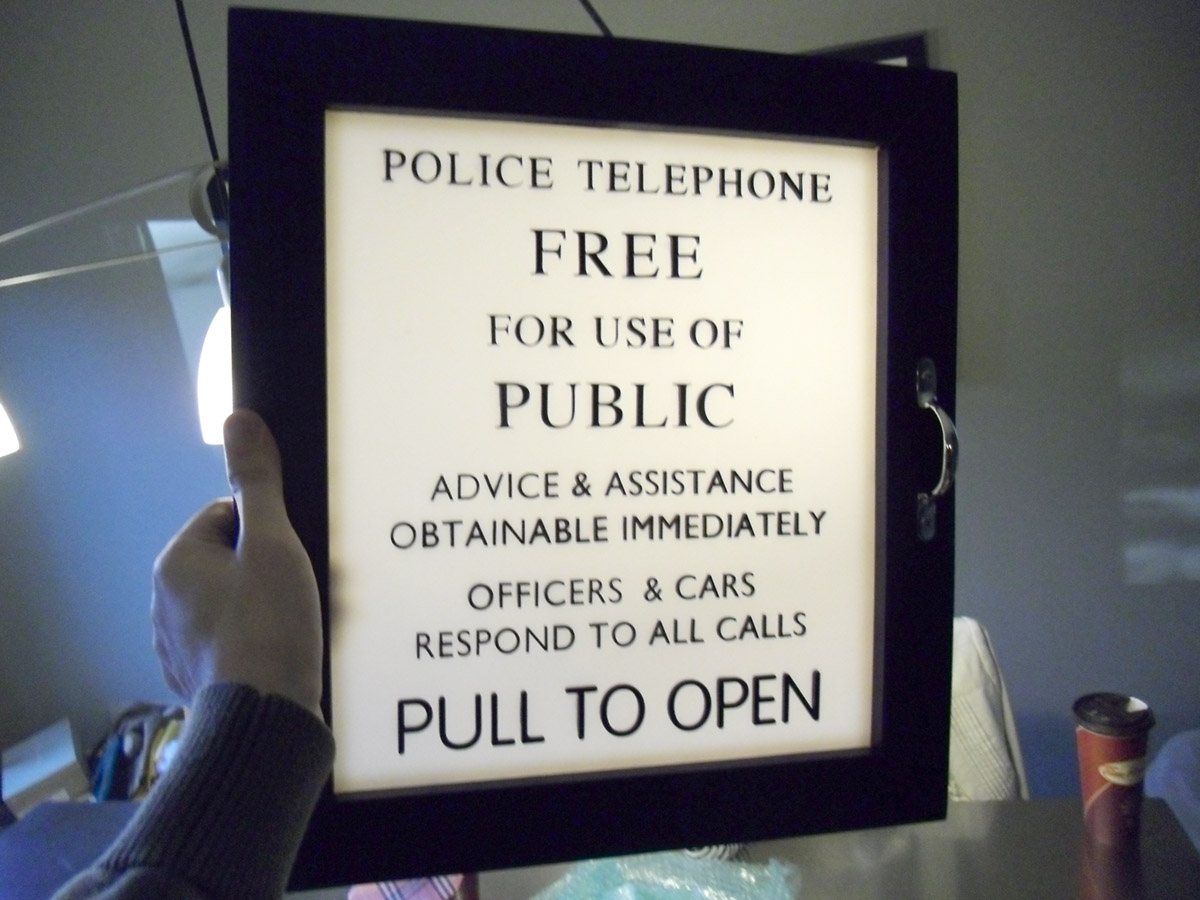 POLICE TELEPHONE
FREE
FOR USE OF
PUBLIC
ADVICE & ASSISTANCE
OBTAINABLE IMMEDIATELY
OFFICERS & CARS
RESPOND TO ALL CALLS
PULL TO OPEN